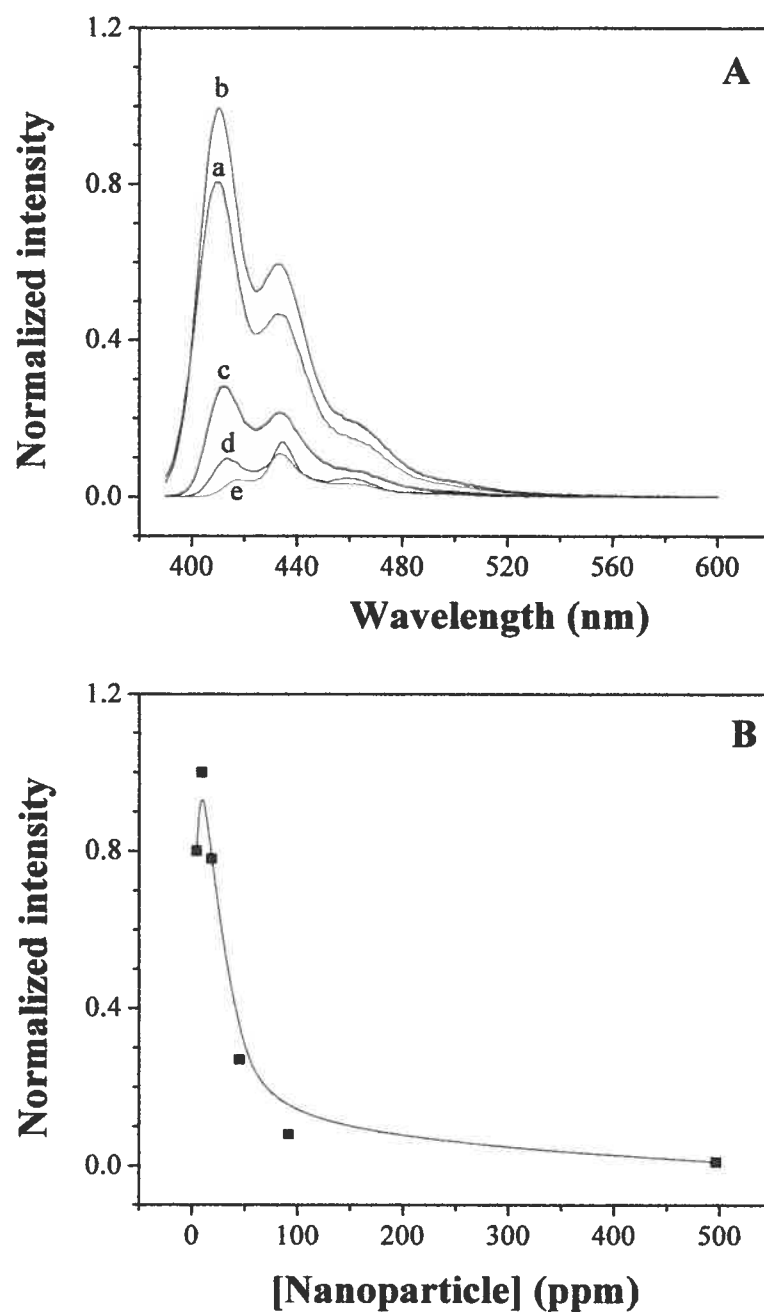 1.2
A
b
a
0.8
0.4
c
d
e
0.0
Normalized intensity
400 440 480 520 560 600
Wavelength (nm)
1.2
B
0.8
0.4
0.0
Normalized intensity
0 100 200 300 400 500
[Nanoparticle] (ppm)